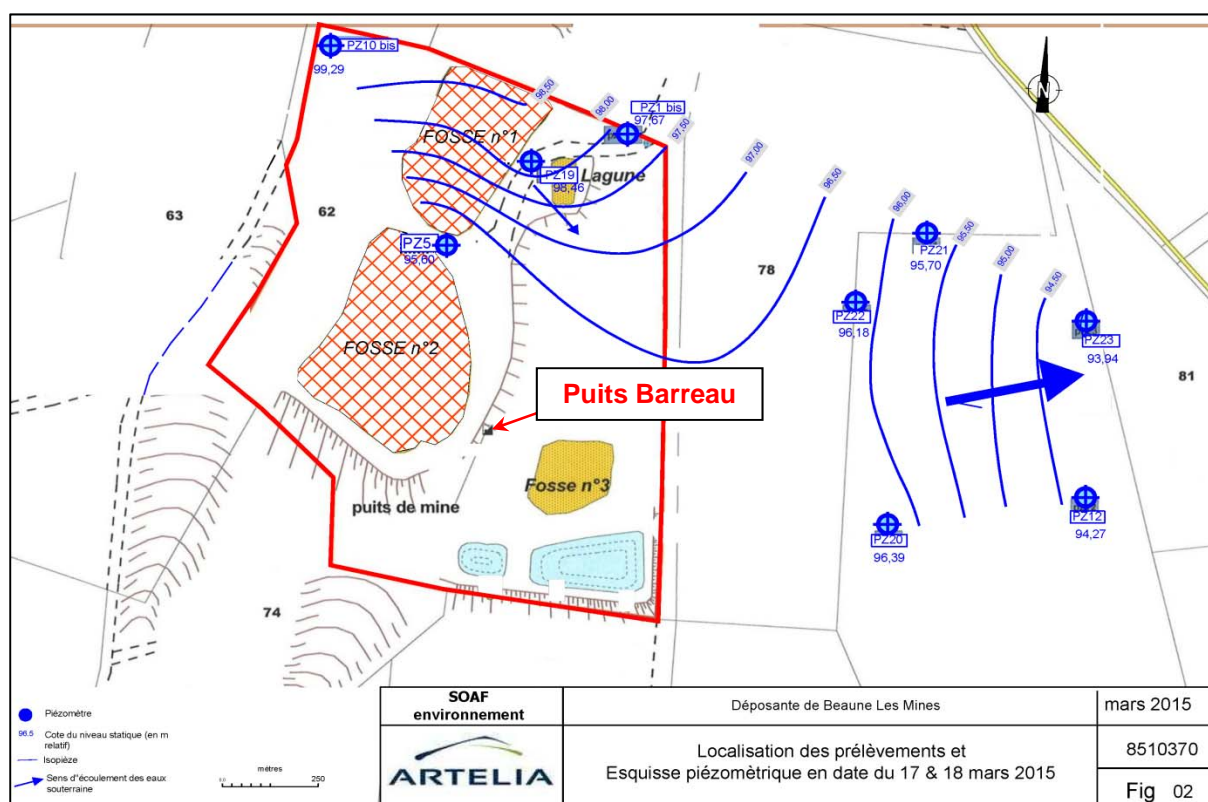 PZ10 bis
99,29
98,50
98,00
97,50
97,00
96,50
96,00
95,50
95,00
94,50
PZ1 bis
97,67
N
FOSSE n°1
PZ19
98,46
Lagune
63
62
PZ5
95,60
78
PZ21
95,70
PZ22
96,18
PZ23
93,94
81
FOSSE n°2
Puits Barreau
Fosse n°3
puits de mine
PZ20
96,39
PZ12
94,27
74
Piézomètre
96.5 Cote du niveau statique (en m
relatif)
Isopièze
Sens d"écoulement des eaux
souterraine
mètres
0.0 250
SOAF
environnement
ARTELIA
Déposante de Beaune Les Mines
Localisation des prélèvements et
Esquisse piézomètrique en date du 17 & 18 mars 2015
mars 2015
8510370
Fig 02